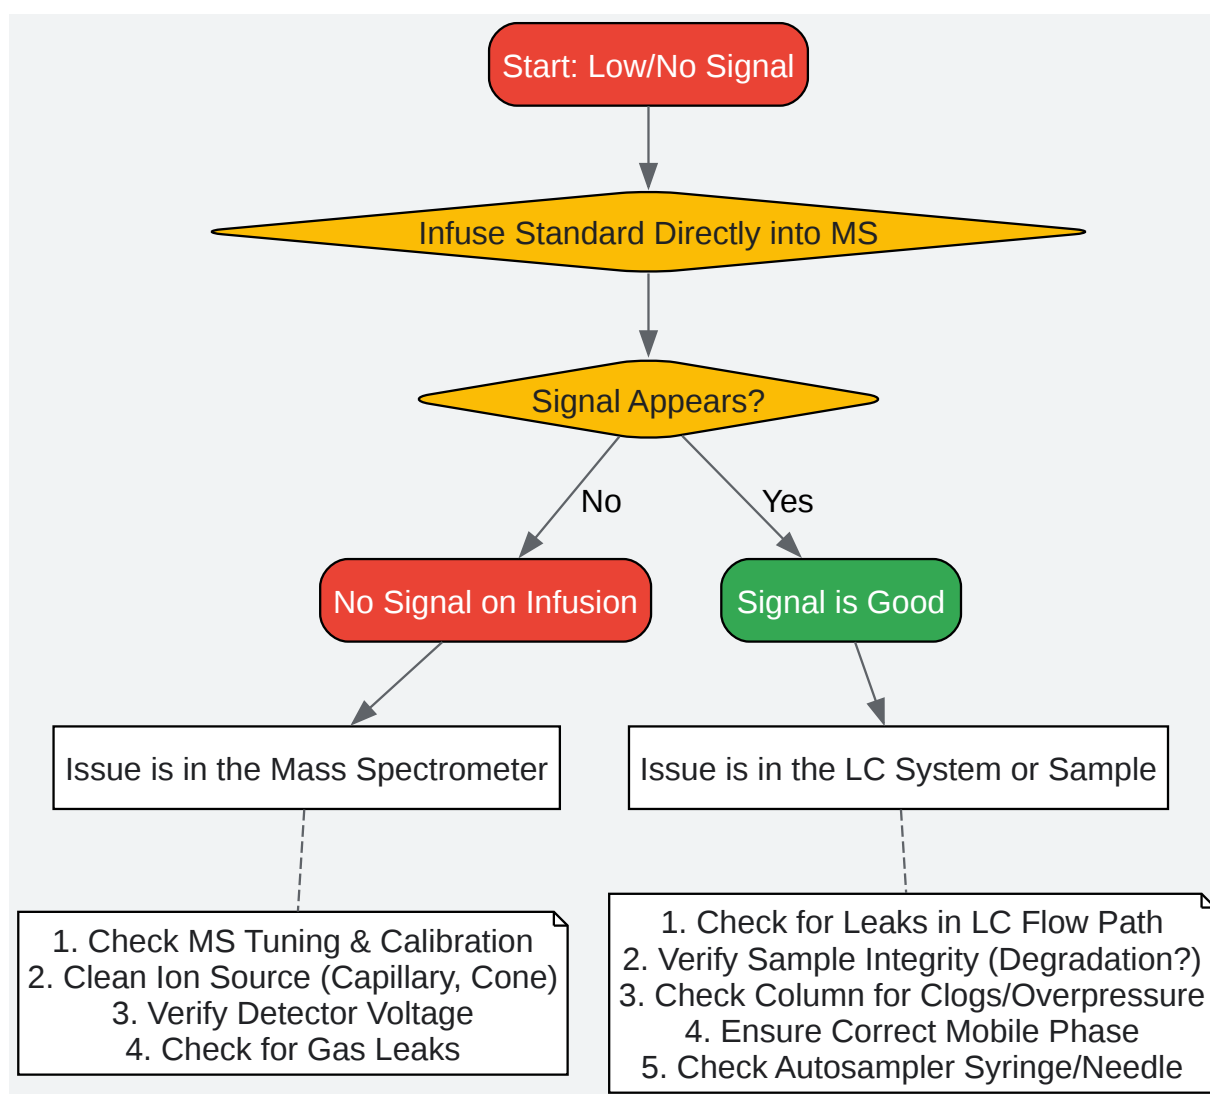 Start: Low/No Signal
Infuse Standard Directly into MS
Signal Appears?
No
Yes
No Signal on Infusion
Signal is Good
Issue is in the Mass Spectrometer
Issue is in the LC System or Sample
1. Check MS Tuning & Calibration
2. Clean Ion Source (Capillary, Cone)
3. Verify Detector Voltage
4. Check for Gas Leaks
1. Check for Leaks in LC Flow Path
2. Verify Sample Integrity (Degradation?)
3. Check Column for Clogs/Overpressure
4. Ensure Correct Mobile Phase
5. Check Autosampler Syringe/Needle